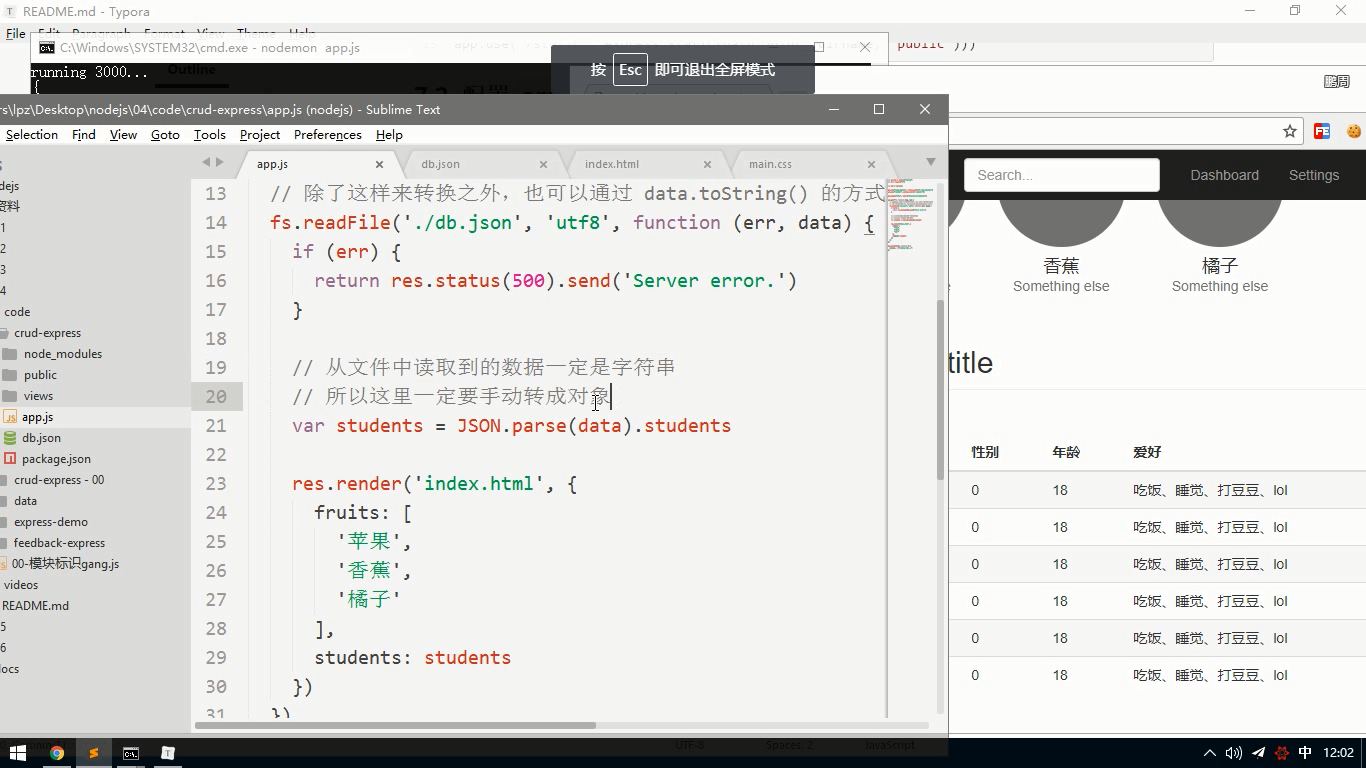 README.md - Typora
File Edit Paragraph Format View Theme Help
C:\Windows\SYSTEM32\cmd.exe - nodemon app.js
public')))
running 3000...
{
Outline
按 Esc 即可退出全屏模式
鹏周
rs\lpz\Desktop\nodejs\04\code\crud-express\app.js (nodejs) - Sublime Text
Selection Find View Goto Tools Project Preferences Help
app.js
db.json
index.html
main.css
dejs
资料
1
2
3
4
code
crud-express
node_modules
public
views
app.js
db.json
package.json
crud-express - 00
data
express-demo
feedback-express
00-模块标识gang.js
videos
README.md
5
6
locs
13 // 除了这样来转换之外，也可以通过 data.toString() 的方式
14 fs.readFile('./db.json', 'utf8', function (err, data) {
15 if (err) {
16 return res.status(500).send('Server error.')
17 }
18
19 // 从文件中读取到的数据一定是字符串
20 // 所以这里一定要手动转成对象
21 var students = JSON.parse(data).students
22
23 res.render('index.html', {
24 fruits: [
25 '苹果',
26 '香蕉',
27 '橘子'
28 ],
29 students: students
30 })
31 })
UTF-8 Spaces: 2 JavaScript
Search...
Dashboard
Settings
香蕉
Something else
橘子
Something else
title
性别 年龄 爱好
0 18 吃饭、睡觉、打豆豆、lol
0 18 吃饭、睡觉、打豆豆、lol
0 18 吃饭、睡觉、打豆豆、lol
0 18 吃饭、睡觉、打豆豆、lol
0 18 吃饭、睡觉、打豆豆、lol
0 18 吃饭、睡觉、打豆豆、lol
中 12:02